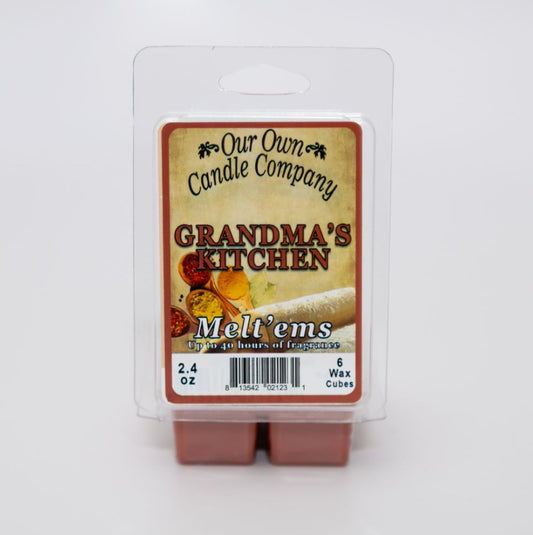 Our Own
Candle Company
GRANDMA'S
KITCHEN
Melt'ems
Up to 40 hours of fragrance
2.4
oz
8 13542 02123 1
6
Wax
Cubes